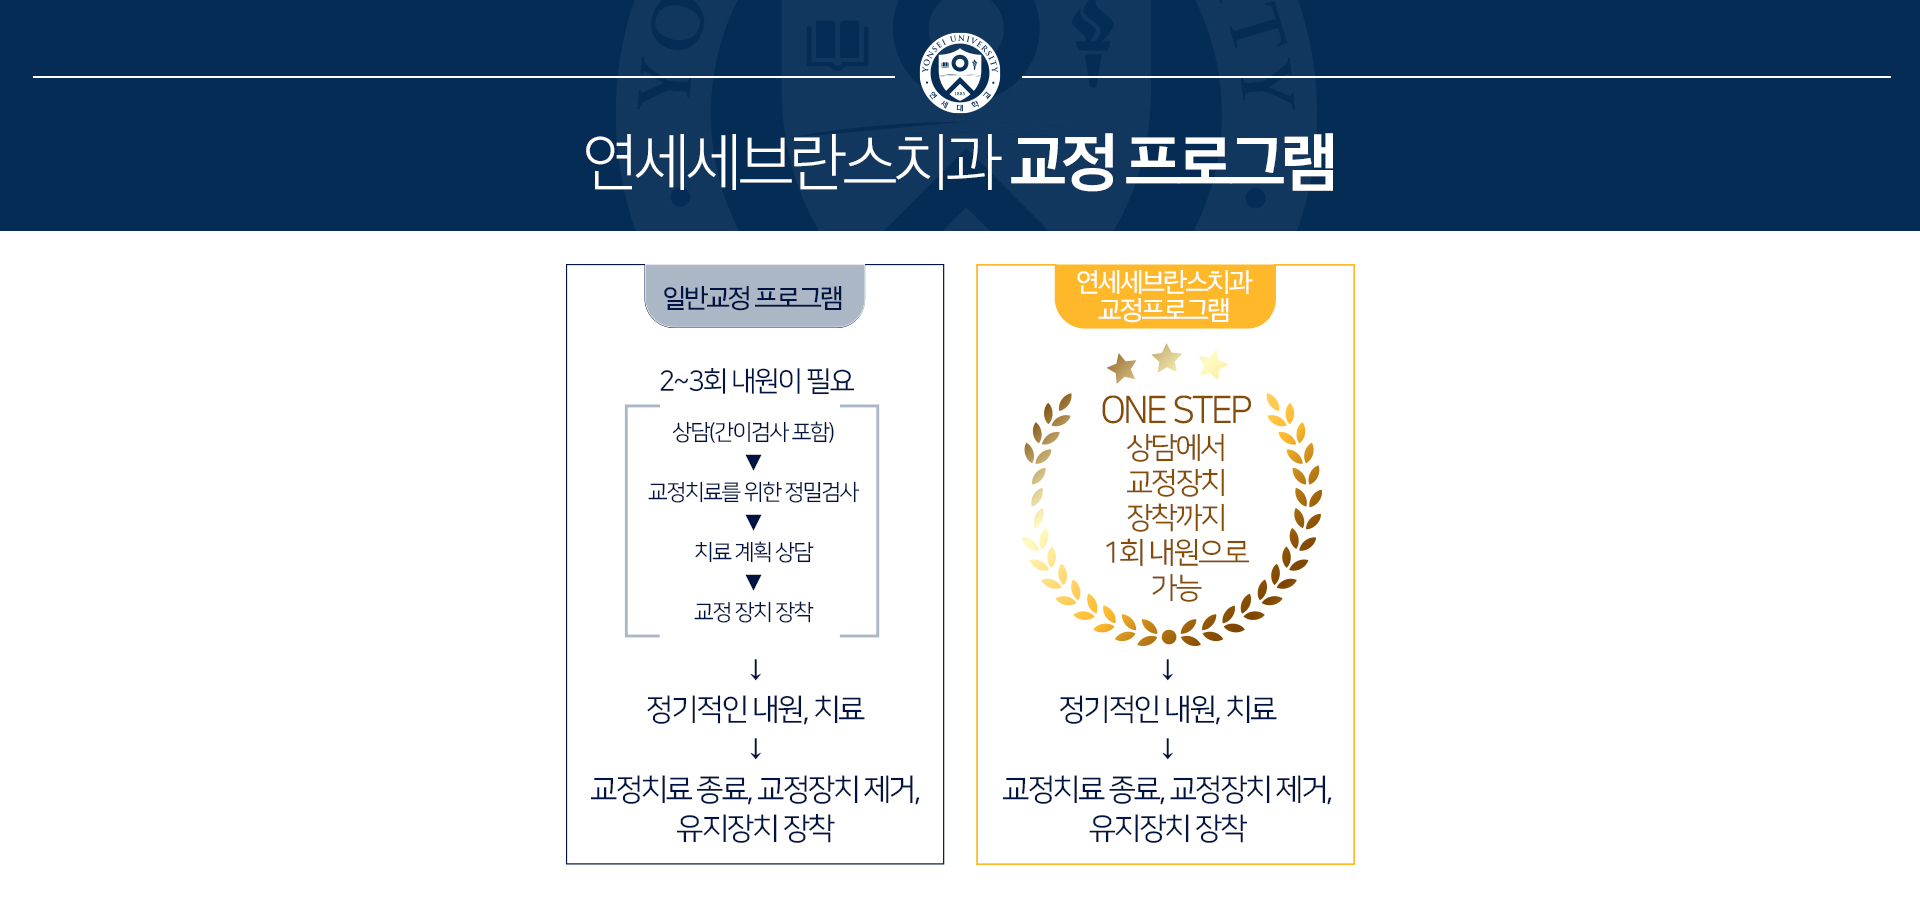 YONSEI UNIVERSITY
1885
연세대학교
연세세브란스치과 교정 프로그램
일반교정 프로그램
2~3회 내원이 필요
상담(간이검사 포함)
▼
교정치료를 위한 정밀검사
▼
치료 계획 상담
▼
교정 장치 장착
↓
정기적인 내원, 치료
↓
교정치료 종료, 교정장치 제거,
유지장치 장착
연세세브란스치과
교정프로그램
ONE STEP
상담에서
교정장치
장착까지
1회 내원으로
가능
↓
정기적인 내원, 치료
↓
교정치료 종료, 교정장치 제거,
유지장치 장착